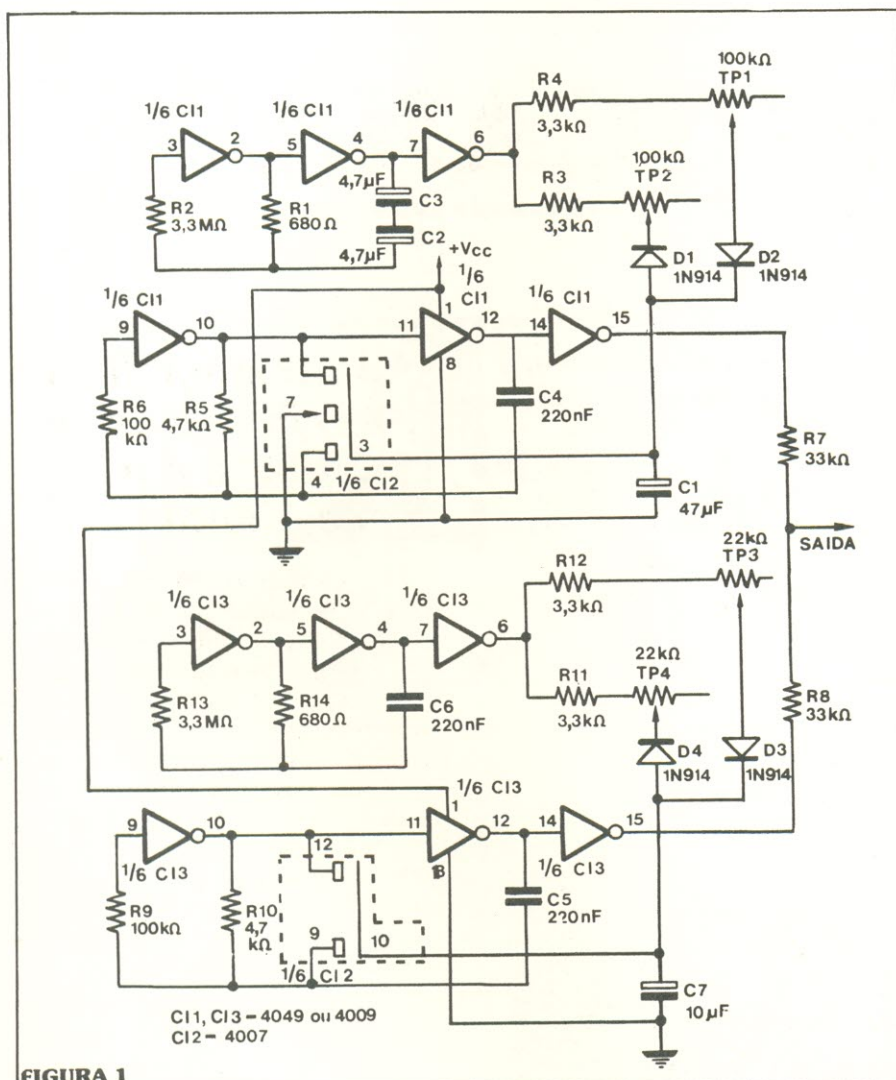 100kΩ
TP1
R4
3,3kΩ
1/6 CI1
1/6 CI1
1/6 CI1
3
2
5
4
7
6
4,7µF
C3
R3
3,3kΩ
100kΩ
TP2
R2
3,3MΩ
R1
680Ω
C2
4,7µF
+Vcc
D1
1N914
D2
1N914
1/6
CI1
1/6 CI1
1/6 CI1
9
10
1
11
12
14
15
8
R6
100
kΩ
R5
4,7kΩ
7
3
4
1/6 CI2
C4
220nF
R7
33kΩ
C1
47µF
SAIDA
22kΩ
TP3
R12
3,3kΩ
1/6 CI3
1/6 CI3
1/6 CI3
3
2
5
4
7
6
22kΩ
TP4
R11
3,3kΩ
R13
3,3MΩ
R14
680Ω
C6
220nF
R8
33kΩ
D4
1N914
D3
1N914
1/6 CI3
1
9
10
11
12
14
15
1/6 CI3
12
8
1/6 CI3
R9
100kΩ
R10
4,7
kΩ
9
10
1/6 CI2
C5
220nF
C7
10µF
CI1, CI3 – 4049 ou 4009
CI2 – 4007
FIGURA 1